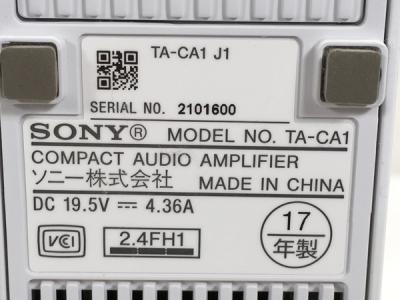 TA-CA1 J1
SERIAL NO. 2101600
SONY® MODEL NO. TA-CA1
COMPACT AUDIO AMPLIFIER
ソニー株式会社 MADE IN CHINA
DC 19.5V ⎓ 4.36A
VCI 2.4FH1
17
年製